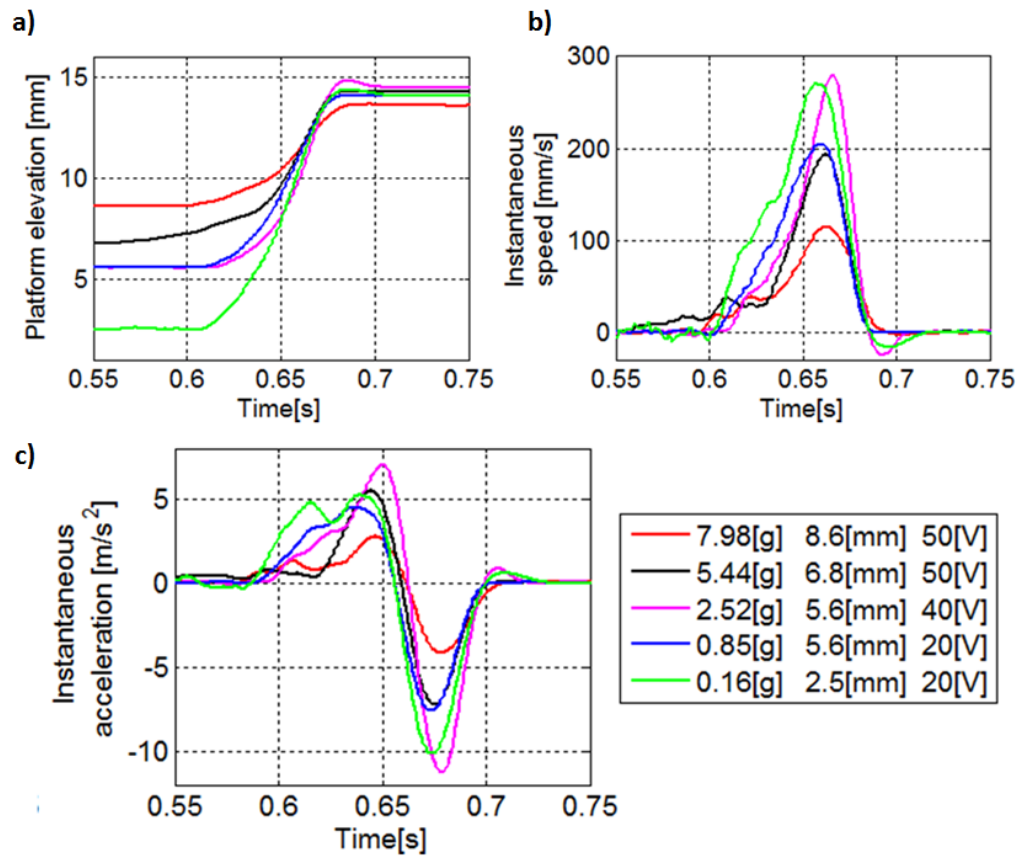 a)
Platform elevation [mm]
15
10
5
0.55 0.6 0.65 0.7 0.75
Time[s]
b)
Instantaneous
speed [mm/s]
300
200
100
0
0.55 0.6 0.65 0.7 0.75
Time[s]
c)
Instantaneous
acceleration [m/s²]
5
0
-5
-10
0.55 0.6 0.65 0.7 0.75
Time[s]
7.98[g] 8.6[mm] 50[V]
5.44[g] 6.8[mm] 50[V]
2.52[g] 5.6[mm] 40[V]
0.85[g] 5.6[mm] 20[V]
0.16[g] 2.5[mm] 20[V]